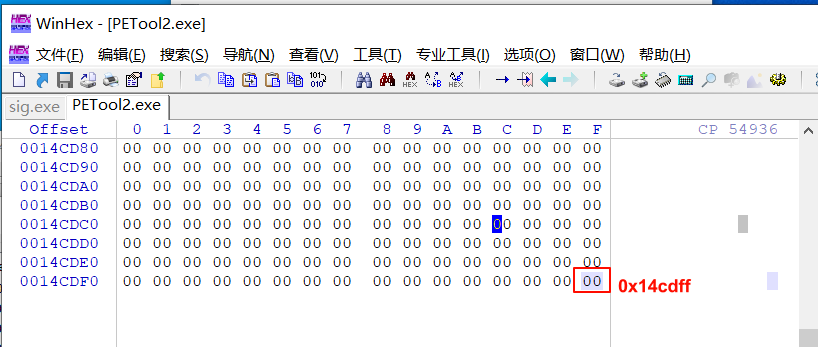 WinHex - [PETool2.exe]
文件(F) 编辑(E) 搜索(S) 导航(N) 查看(V) 工具(T) 专业工具(I) 选项(O) 窗口(W) 帮助(H)
sig.exe PETool2.exe
Offset 0 1 2 3 4 5 6 7 8 9 A B C D E F CP 54936
0014CD80 00 00 00 00 00 00 00 00 00 00 00 00 00 00 00 00
0014CD90 00 00 00 00 00 00 00 00 00 00 00 00 00 00 00 00
0014CDA0 00 00 00 00 00 00 00 00 00 00 00 00 00 00 00 00
0014CDB0 00 00 00 00 00 00 00 00 00 00 00 00 00 00 00 00
0014CDC0 00 00 00 00 00 00 00 00 00 00 00 00 00 00 00 00
0014CDD0 00 00 00 00 00 00 00 00 00 00 00 00 00 00 00 00
0014CDE0 00 00 00 00 00 00 00 00 00 00 00 00 00 00 00 00
0014CDF0 00 00 00 00 00 00 00 00 00 00 00 00 00 00 00 00 0x14cdff